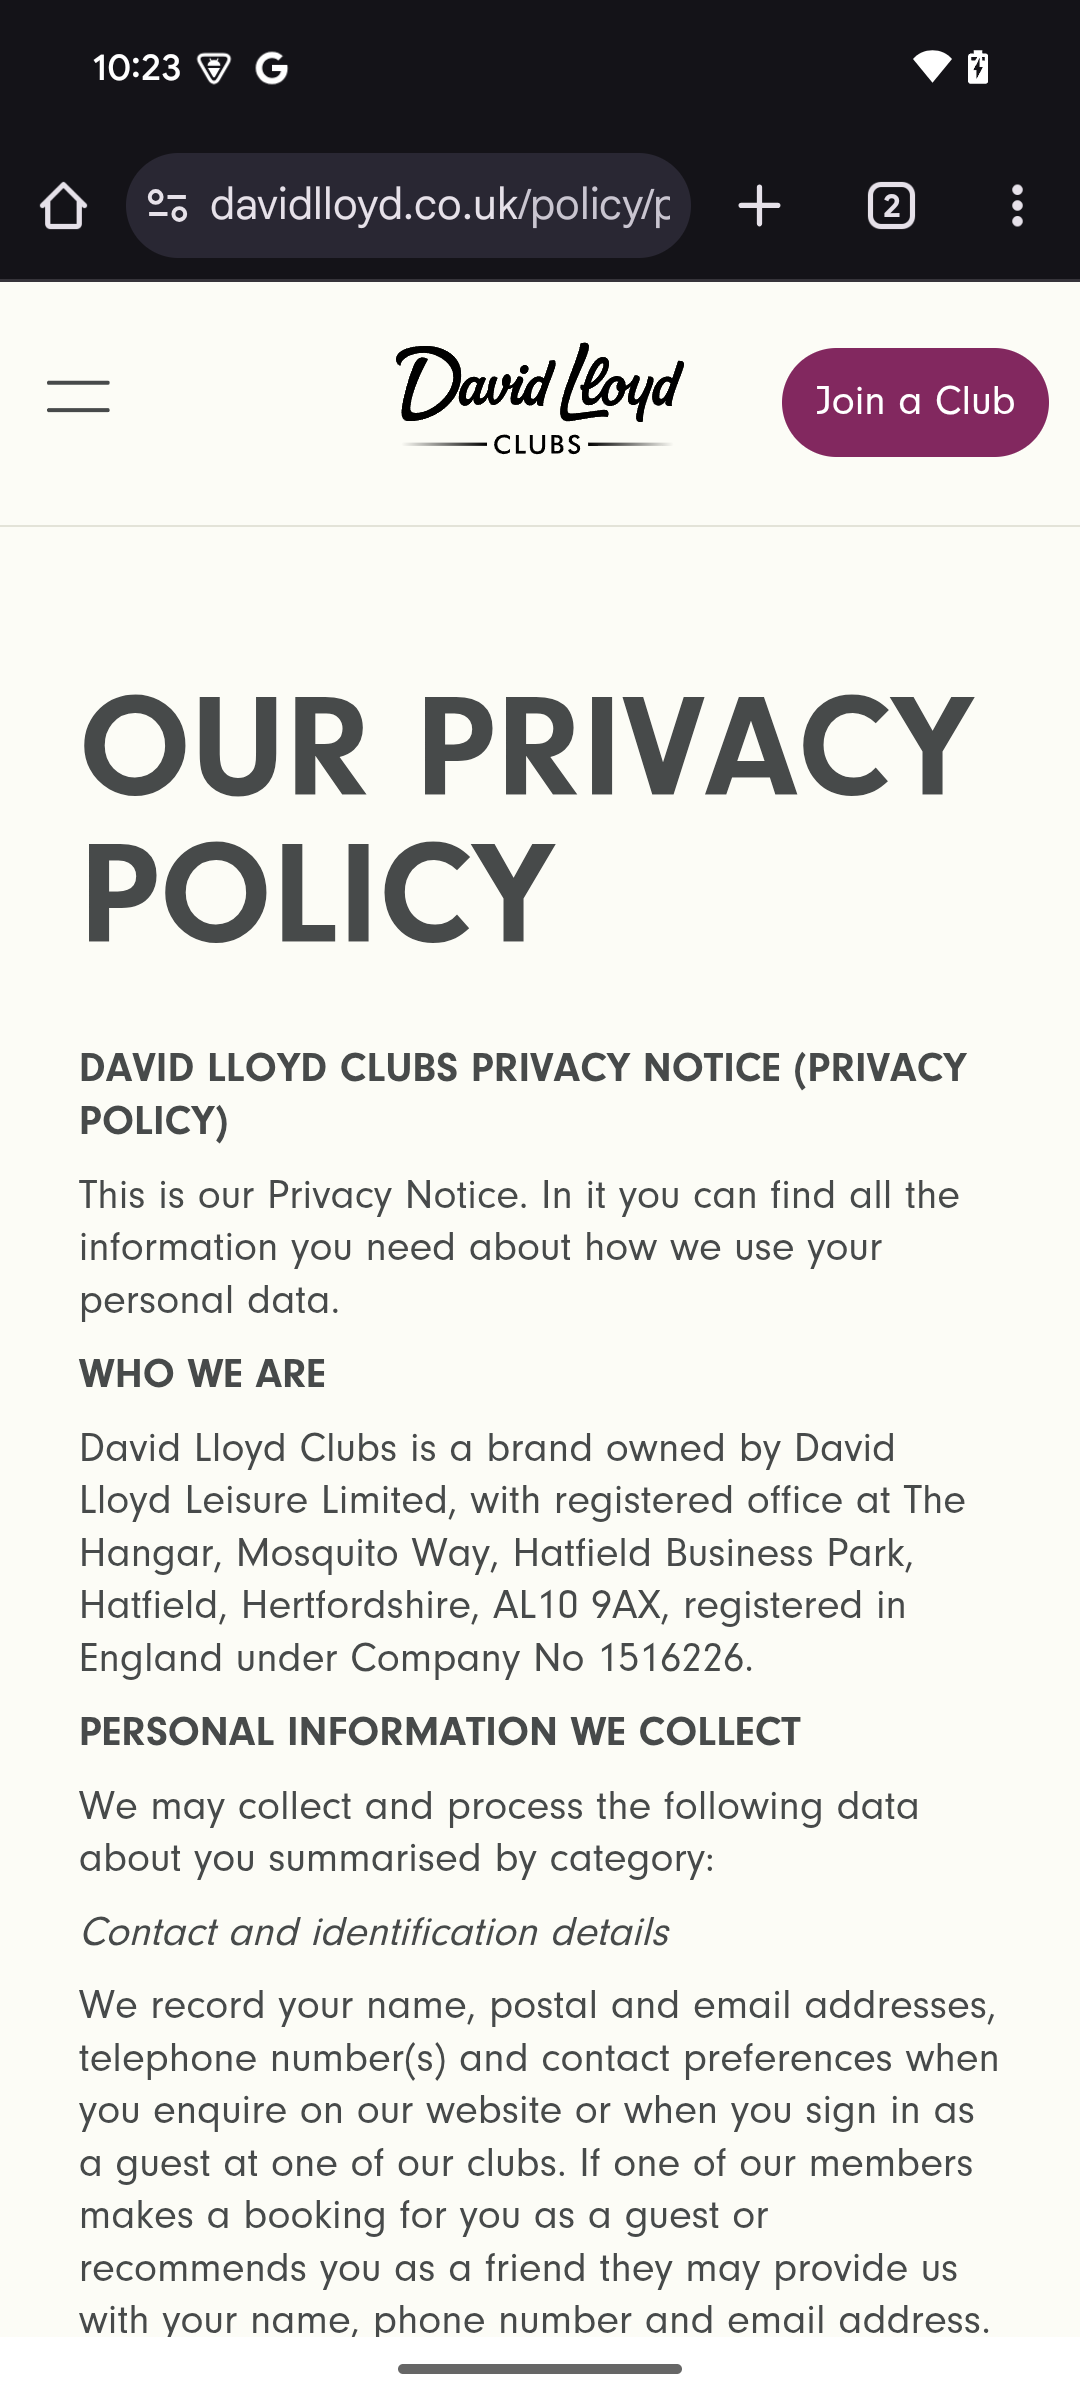 10:23
davidlloyd.co.uk/policy/p
2
David Lloyd
CLUBS
Join a Club
OUR PRIVACY
POLICY
DAVID LLOYD CLUBS PRIVACY NOTICE (PRIVACY
POLICY)
This is our Privacy Notice. In it you can find all the
information you need about how we use your
personal data.
WHO WE ARE
David Lloyd Clubs is a brand owned by David
Lloyd Leisure Limited, with registered office at The
Hangar, Mosquito Way, Hatfield Business Park,
Hatfield, Hertfordshire, AL10 9AX, registered in
England under Company No 1516226.
PERSONAL INFORMATION WE COLLECT
We may collect and process the following data
about you summarised by category:
Contact and identification details
We record your name, postal and email addresses,
telephone number(s) and contact preferences when
you enquire on our website or when you sign in as
a guest at one of our clubs. If one of our members
makes a booking for you as a guest or
recommends you as a friend they may provide us
with your name, phone number and email address.